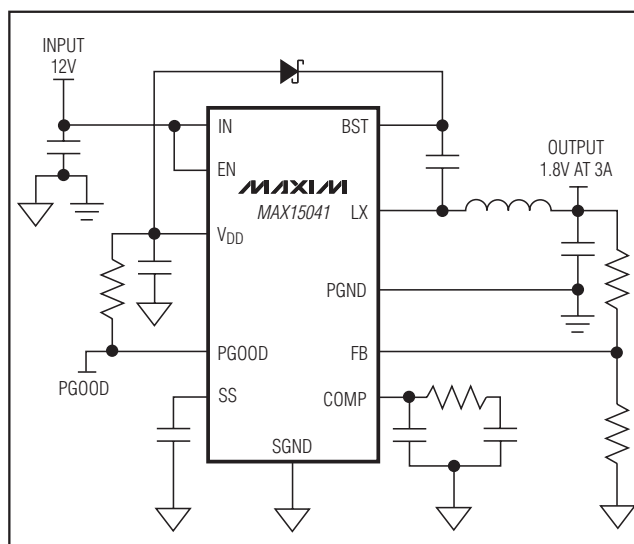 INPUT
12V
IN
BST
OUTPUT
1.8V AT 3A
EN
MAXIM
MAX15041
LX
VDD
PGND
PGOOD
FB
PGOOD
SS
COMP
SGND